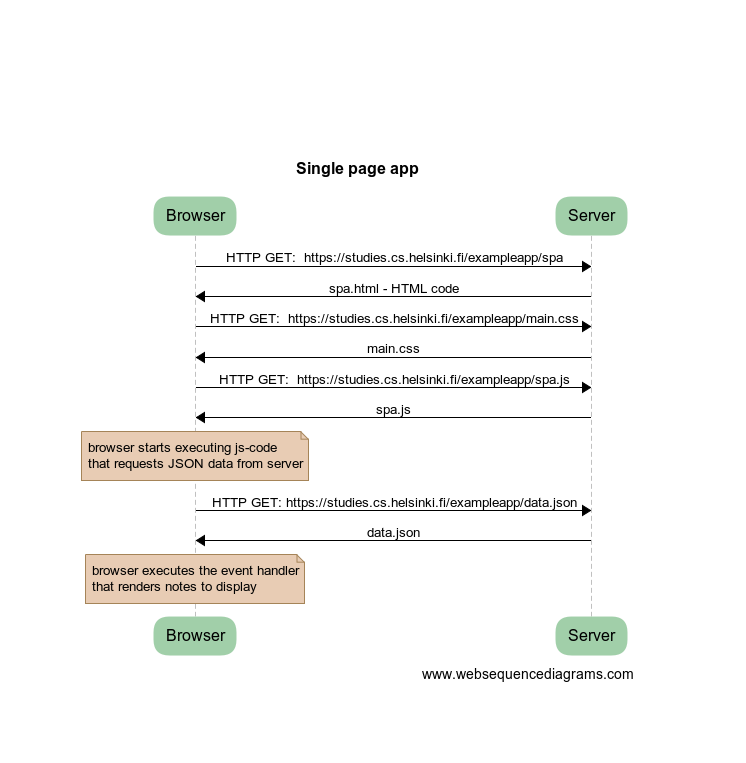 Single page app
Browser
Server
HTTP GET:  https://studies.cs.helsinki.fi/exampleapp/spa
spa.html - HTML code
HTTP GET:  https://studies.cs.helsinki.fi/exampleapp/main.css
main.css
HTTP GET:  https://studies.cs.helsinki.fi/exampleapp/spa.js
spa.js
browser starts executing js-code
that requests JSON data from server
HTTP GET: https://studies.cs.helsinki.fi/exampleapp/data.json
data.json
browser executes the event handler
that renders notes to display
Browser
Server
www.websequencediagrams.com